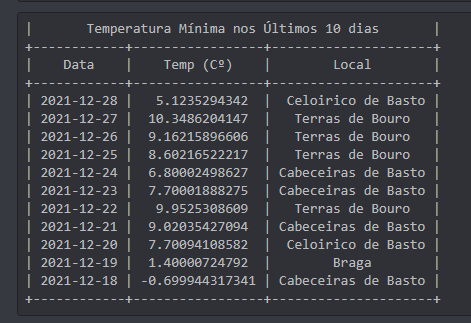 |       Temperatura Mínima nos Últimos 10 dias       |
+------------+-----------------+---------------------+
|    Data    |    Temp (Cº)    |        Local        |
+------------+-----------------+---------------------+
| 2021-12-28 |   5.1235294342  |  Celoirico de Basto |
| 2021-12-27 |  10.3486204147  |   Terras de Bouro   |
| 2021-12-26 |  9.16215896606  |   Terras de Bouro   |
| 2021-12-25 |  8.60216522217  |   Terras de Bouro   |
| 2021-12-24 |  6.80002498627  | Cabeceiras de Basto |
| 2021-12-23 |  7.70001888275  | Cabeceiras de Basto |
| 2021-12-22 |   9.9525308609  |   Terras de Bouro   |
| 2021-12-21 |  9.02035427094  | Cabeceiras de Basto |
| 2021-12-20 |  7.70094108582  |  Celoirico de Basto |
| 2021-12-19 |  1.40000724792  |        Braga        |
| 2021-12-18 | -0.699944317341 | Cabeceiras de Basto |
+------------+-----------------+---------------------+